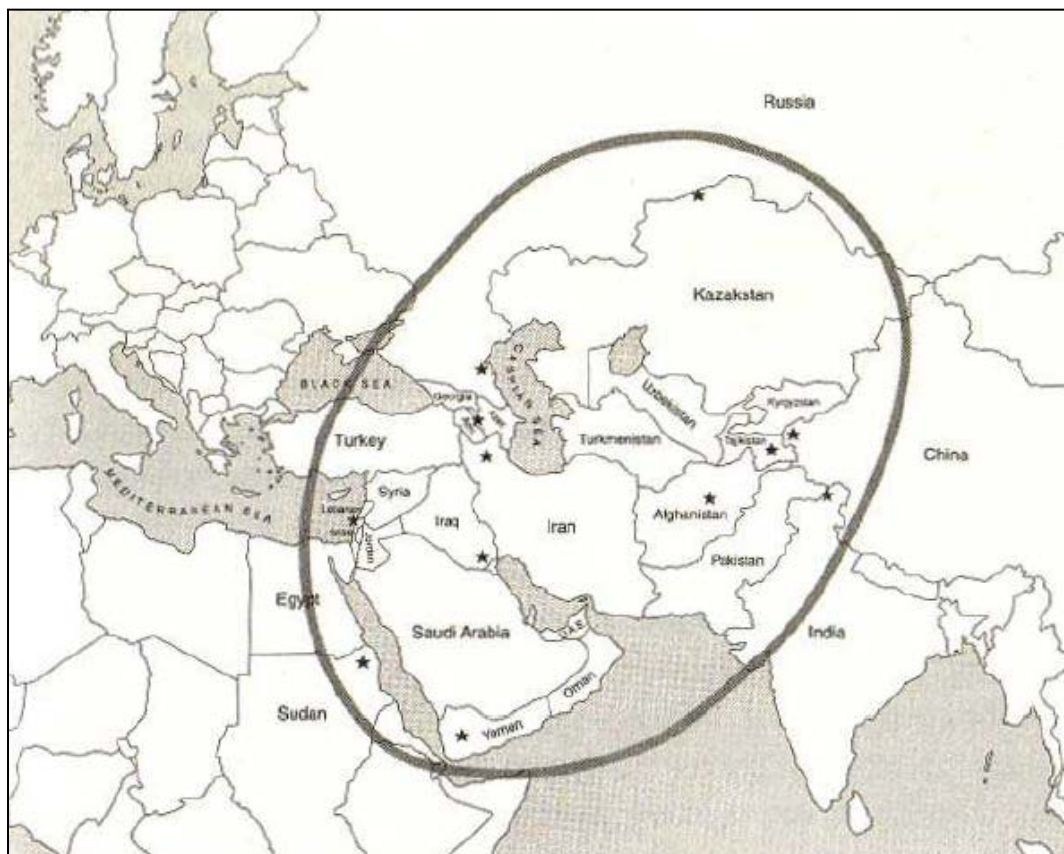 Russia
Kazakstan
CASPIAN SEA
BLACK SEA
Georgia
Uzbekistan
Kyrgyzstan
Turkey
Turkmenistan
Tajikistan
China
MEDITERRANEAN SEA
Syria
Lebanon
Iraq
Iran
Afghanistan
Jordan
Pakistan
Egypt
Saudi Arabia
U.A.E.
India
Oman
Sudan
Yemen